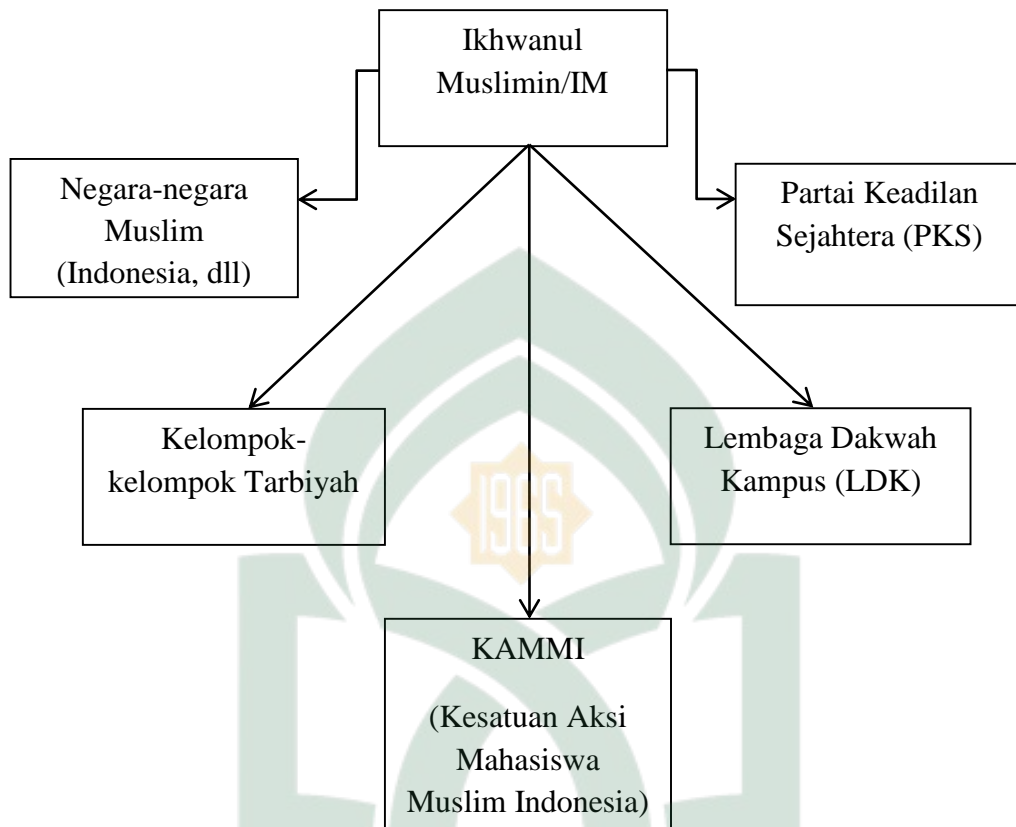 Ikhwanul
Muslimin/IM
Negara-negara
Muslim
(Indonesia, dll)
Partai Keadilan
Sejahtera (PKS)
Kelompok-
kelompok Tarbiyah
Lembaga Dakwah
Kampus (LDK)
1965
KAMMI
(Kesatuan Aksi
Mahasiswa
Muslim Indonesia)